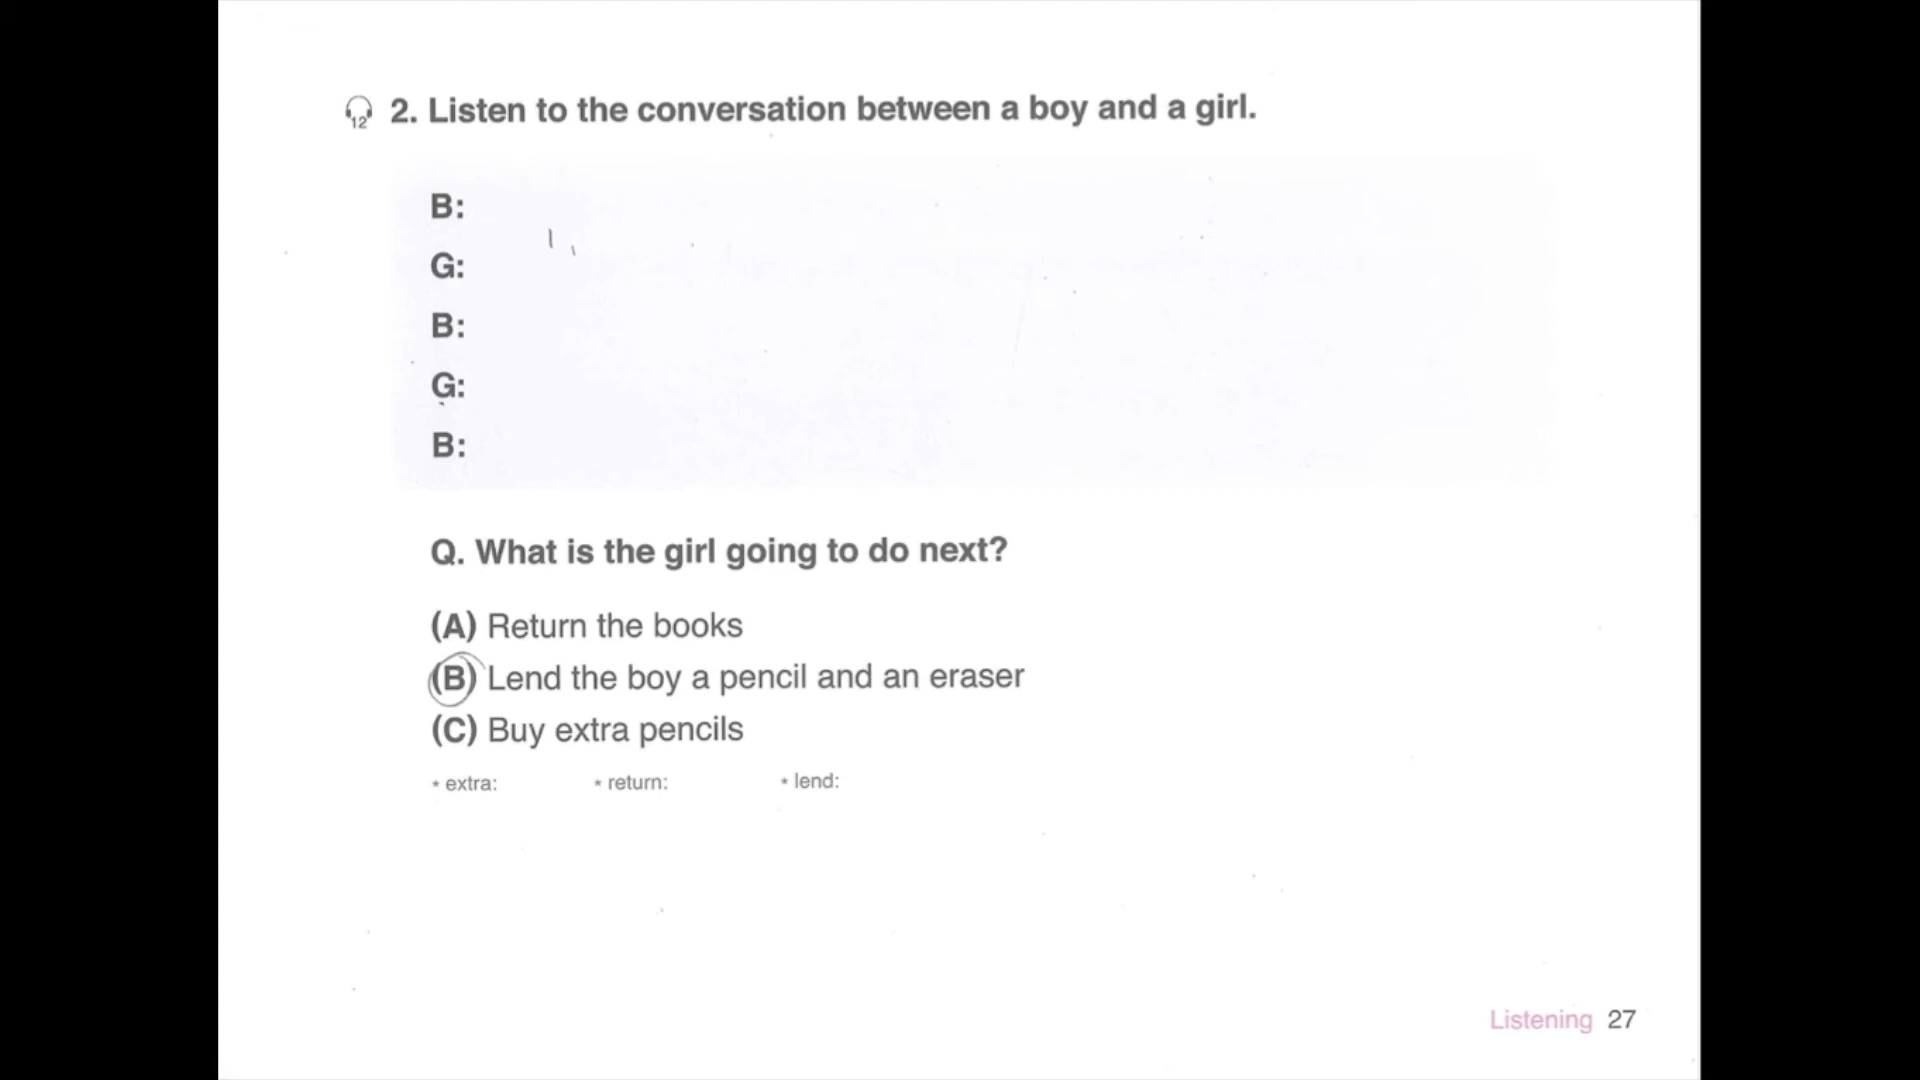 12
2. Listen to the conversation between a boy and a girl.
B:
G:
B:
G:
B:
Q. What is the girl going to do next?
(A) Return the books
(B) Lend the boy a pencil and an eraser
(C) Buy extra pencils
* extra: * return: * lend:
Listening 27